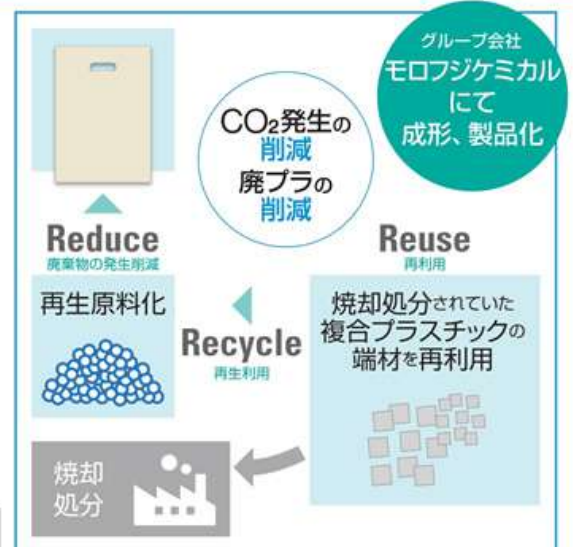 グループ会社
モロフジケミカル
にて
成形、製品化
CO₂発生の
削減
廃プラの
削減
Reduce
廃棄物の発生削減
Reuse
再利用
再生原料化
Recycle
再生利用
焼却処分されていた
複合プラスチックの
端材を再利用
焼却
処分